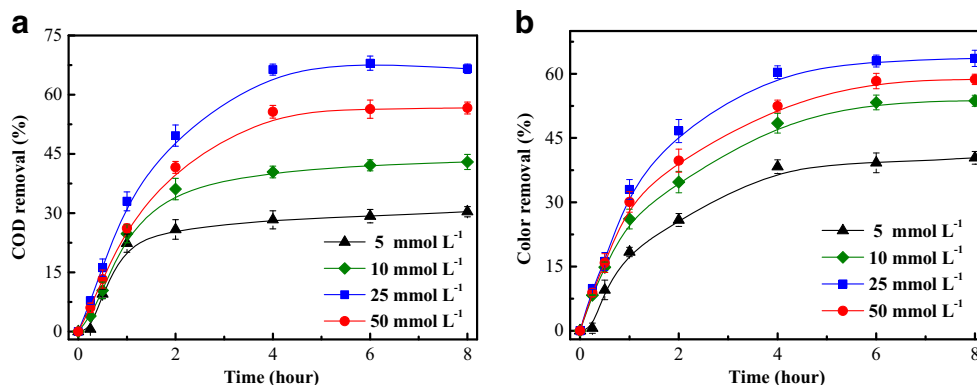 a
COD removal (%)
75
60
45
30
15
0
0 2 4 6 8
Time (hour)
5 mmol L⁻¹
10 mmol L⁻¹
25 mmol L⁻¹
50 mmol L⁻¹
b
Color removal (%)
60
45
30
15
0
0 2 4 6 8
Time (hour)
5 mmol L⁻¹
10 mmol L⁻¹
25 mmol L⁻¹
50 mmol L⁻¹